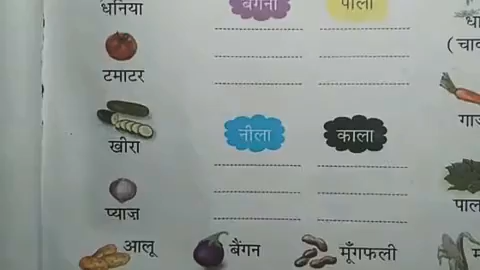 धनिया
बैंगनी
पीला
टमाटर
खीरा
नीला
काला
प्याज़
आलू
बैंगन
मूँगफली